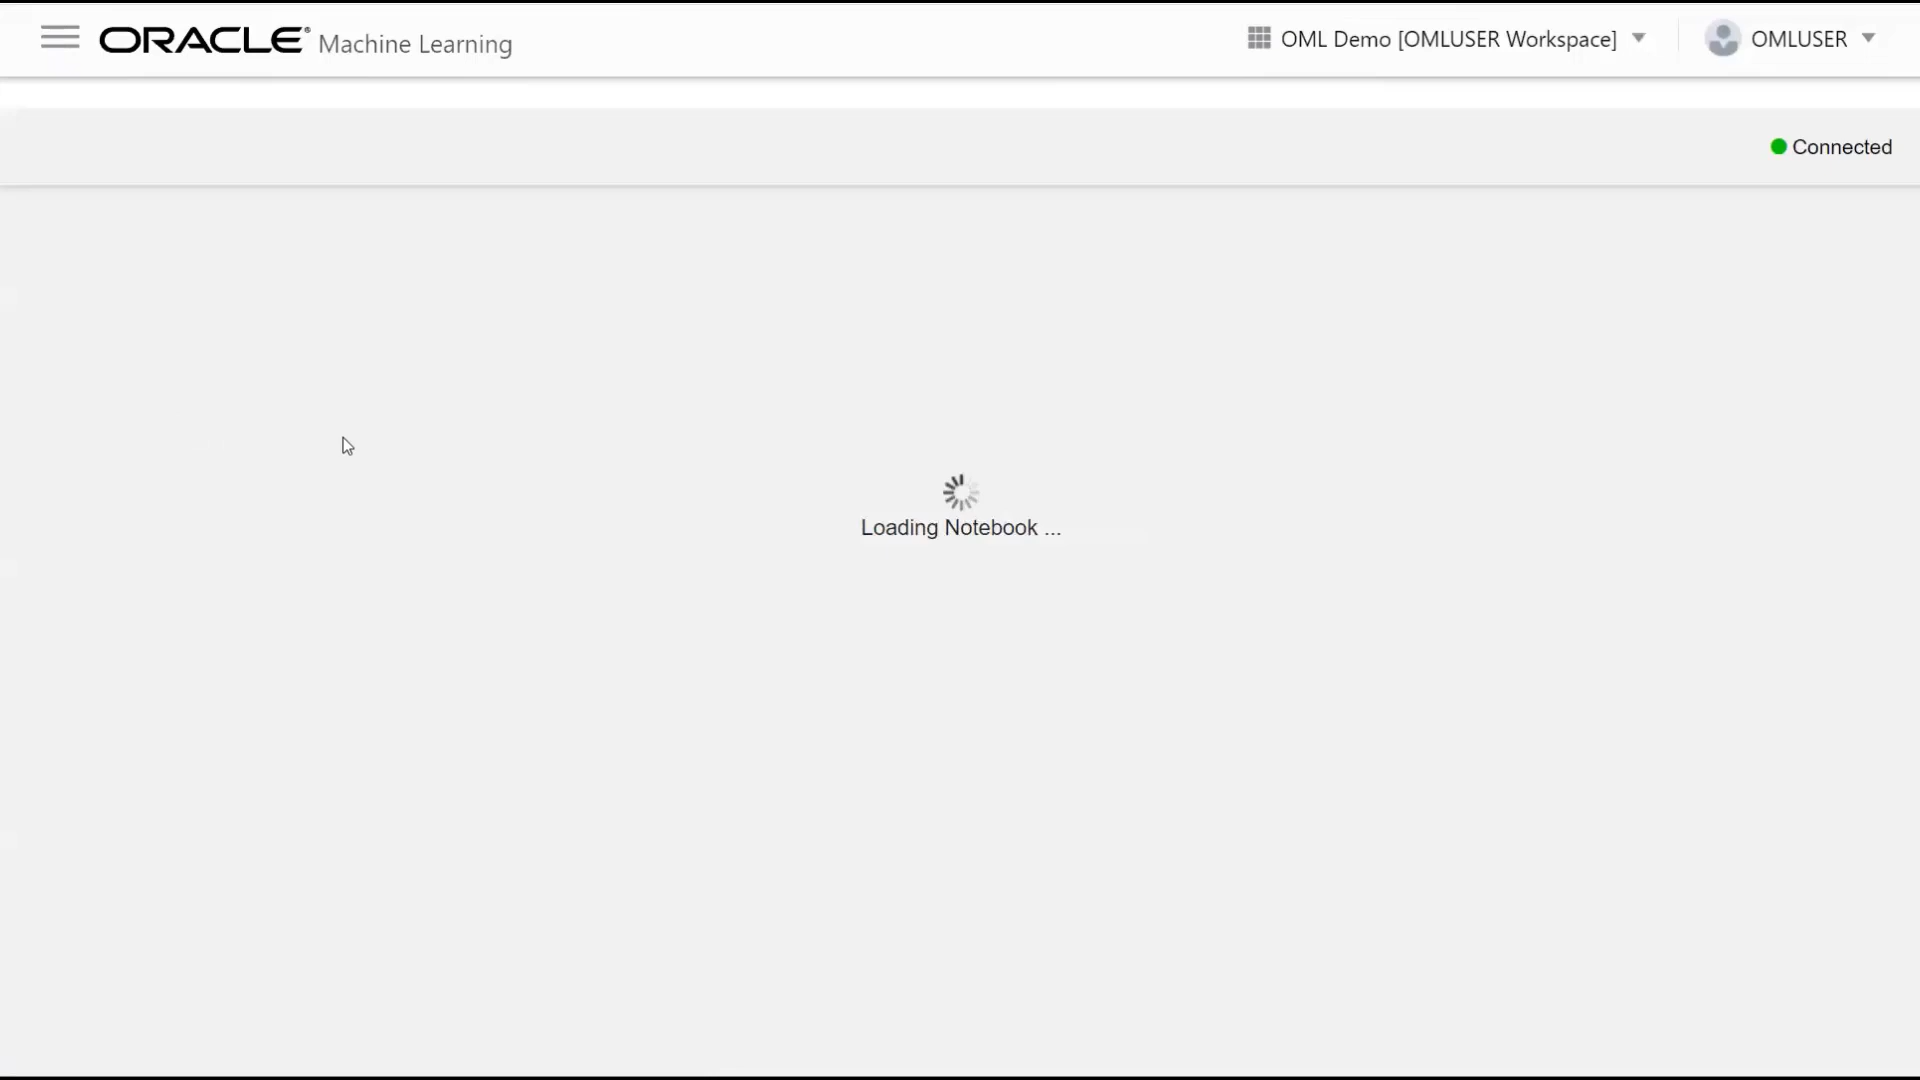 ORACLE® Machine Learning
OML Demo [OMLUSER Workspace]
OMLUSER
Connected
Loading Notebook ...